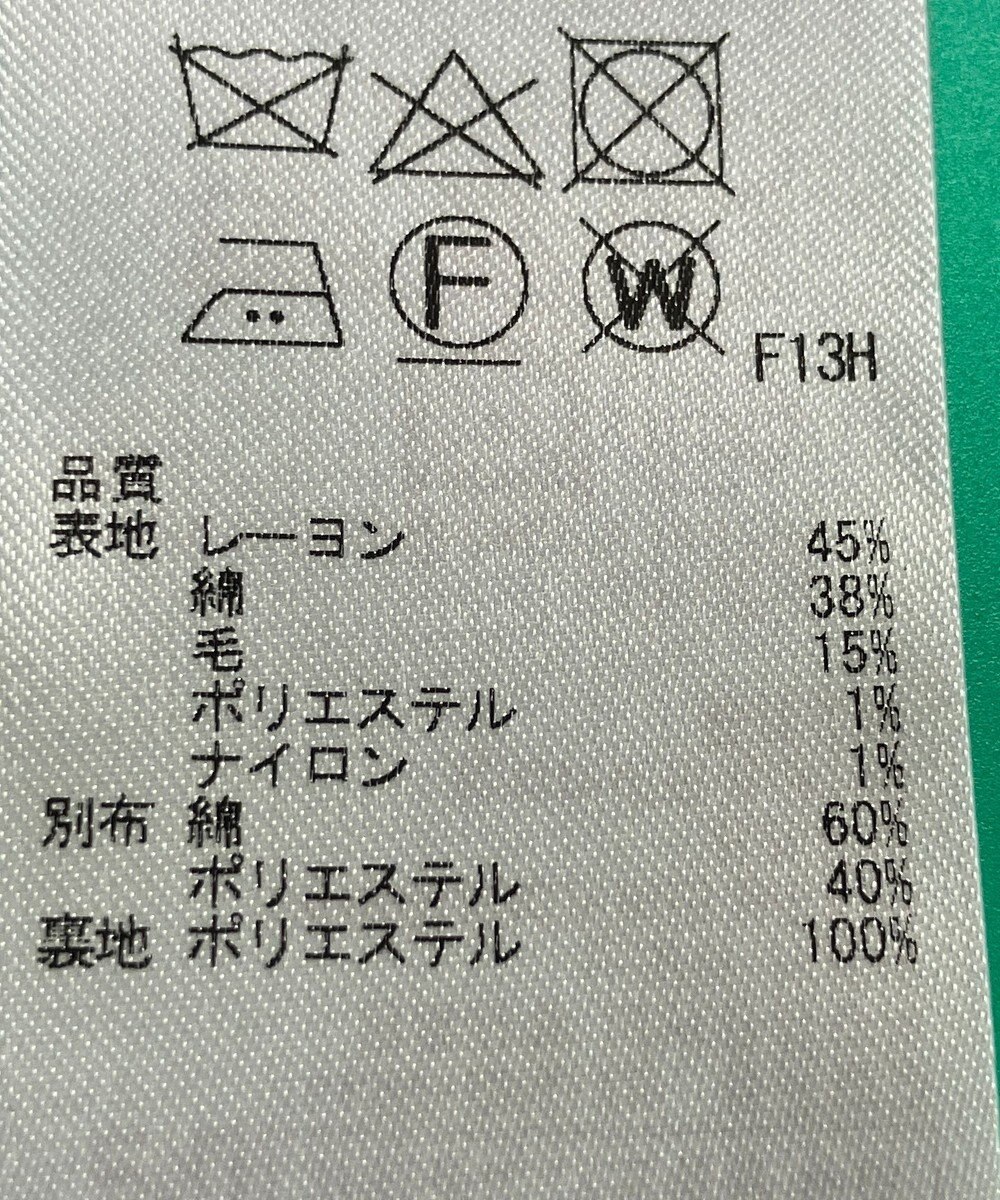 F W F13H
品質
表地 レーヨン 45%
綿 38%
毛 15%
ポリエステル 1%
ナイロン 1%
別布 綿 60%
ポリエステル 40%
裏地 ポリエステル 100%